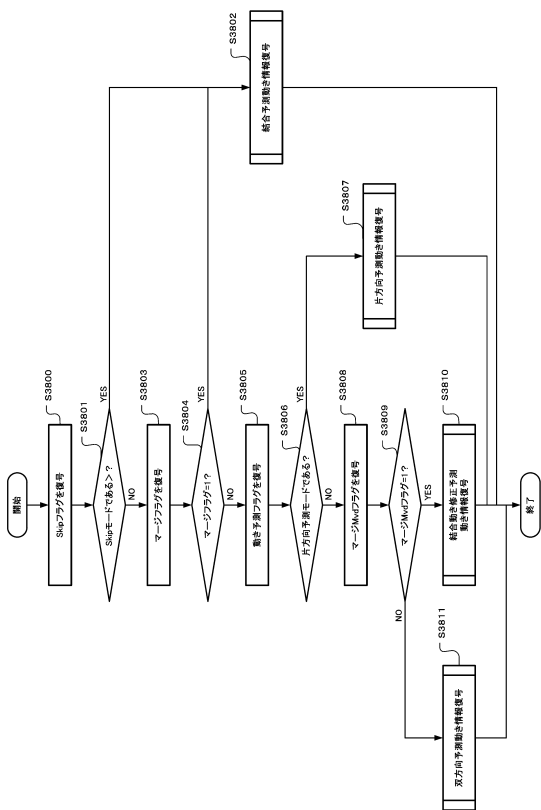 開始
S3800
Skipフラグを復号
S3801
Skipモードである>？
YES
NO
S3802
結合予測動き情報復号
S3803
マージフラグを復号
S3804
マージフラグ=1？
YES
NO
S3805
動き予測フラグを復号
S3806
片方向予測モードである？
YES
NO
S3807
片方向予測動き情報復号
S3808
マージMvdフラグを復号
S3809
マージMvdフラグ=1？
NO
YES
S3810
結合動き修正予測
動き情報復号
S3811
双方向予測動き情報復号
終了